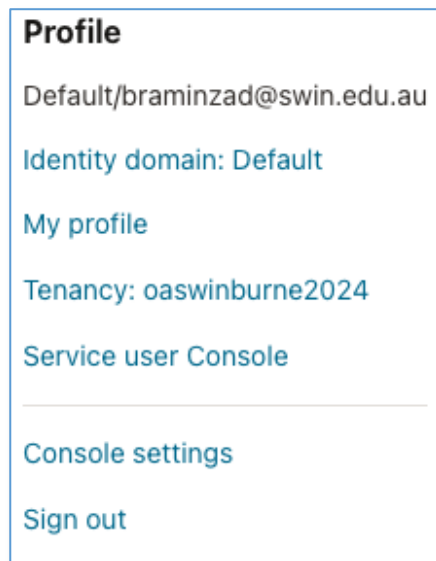 Profile
Default/braminzad@swin.edu.au
Identity domain: Default
My profile
Tenancy: oaswinburne2024
Service user Console
Console settings
Sign out